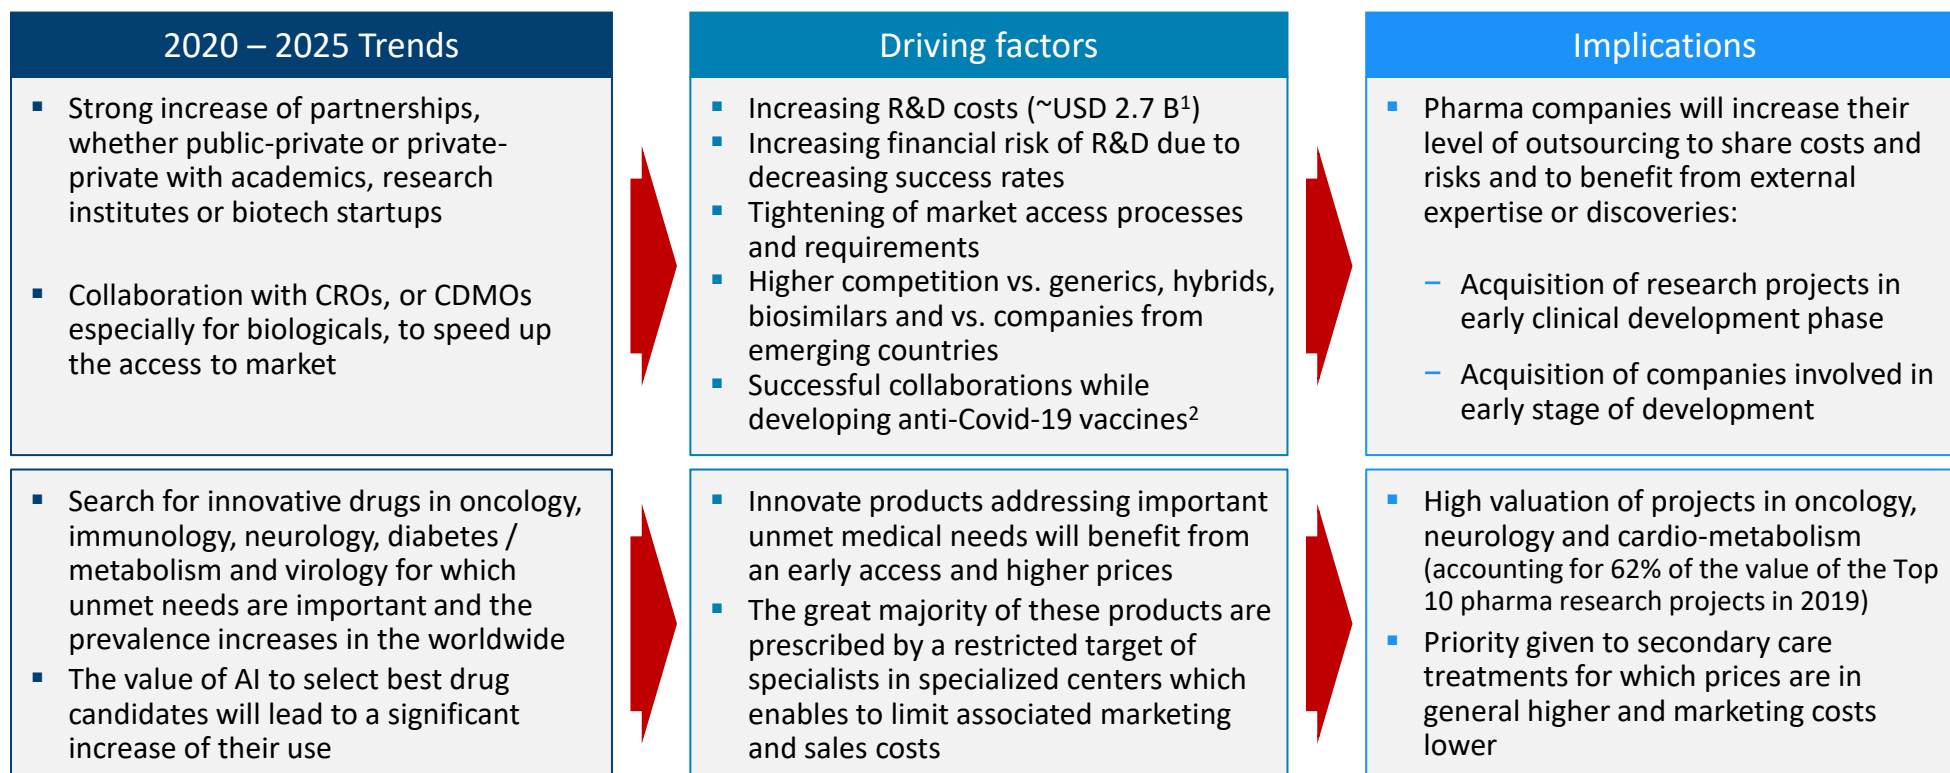 2020 – 2025 Trends
▪ Strong increase of partnerships,
whether public-private or private-
private with academics, research
institutes or biotech startups
▪ Collaboration with CROs, or CDMOs
especially for biologicals, to speed up
the access to market
Driving factors
▪ Increasing R&D costs (~USD 2.7 B¹)
▪ Increasing financial risk of R&D due to
decreasing success rates
▪ Tightening of market access processes
and requirements
▪ Higher competition vs. generics, hybrids,
biosimilars and vs. companies from
emerging countries
▪ Successful collaborations while
developing anti-Covid-19 vaccines²
Implications
▪ Pharma companies will increase their
level of outsourcing to share costs and
risks and to benefit from external
expertise or discoveries:
– Acquisition of research projects in
early clinical development phase
– Acquisition of companies involved in
early stage of development
▪ Search for innovative drugs in oncology,
immunology, neurology, diabetes /
metabolism and virology for which
unmet needs are important and the
prevalence increases in the worldwide
▪ The value of AI to select best drug
candidates will lead to a significant
increase of their use
▪ Innovate products addressing important
unmet medical needs will benefit from
an early access and higher prices
▪ The great majority of these products are
prescribed by a restricted target of
specialists in specialized centers which
enables to limit associated marketing
and sales costs
▪ High valuation of projects in oncology,
neurology and cardio-metabolism
(accounting for 62% of the value of the Top
10 pharma research projects in 2019)
▪ Priority given to secondary care
treatments for which prices are in
general higher and marketing costs
lower